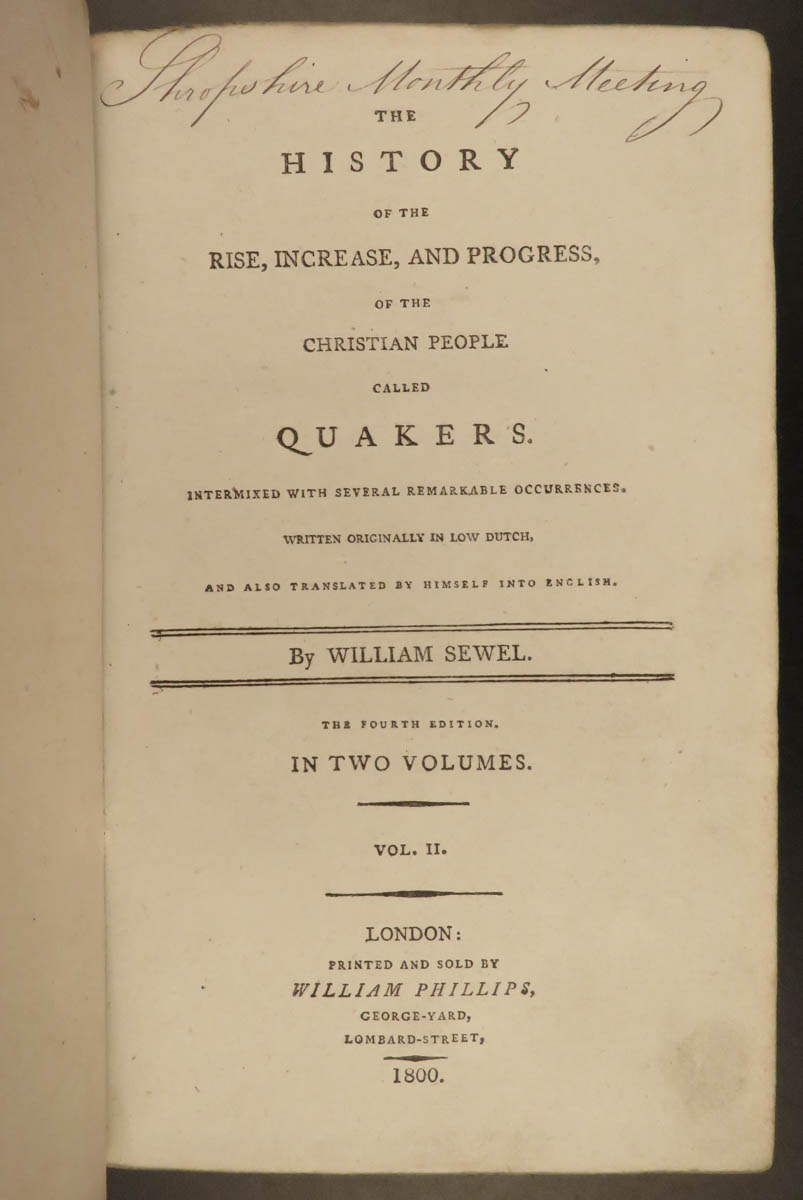 Shropshire Monthly Meeting
THE
HISTORY
OF THE
RISE, INCREASE, AND PROGRESS,
OF THE
CHRISTIAN PEOPLE
CALLED
QUAKERS.
INTERMIXED WITH SEVERAL REMARKABLE OCCURRENCES.
WRITTEN ORIGINALLY IN LOW DUTCH,
AND ALSO TRANSLATED BY HIMSELF INTO ENGLISH.
By WILLIAM SEWEL.
THE FOURTH EDITION.
IN TWO VOLUMES.
VOL. II.
LONDON:
PRINTED AND SOLD BY
WILLIAM PHILLIPS,
GEORGE-YARD,
LOMBARD-STREET,
1800.